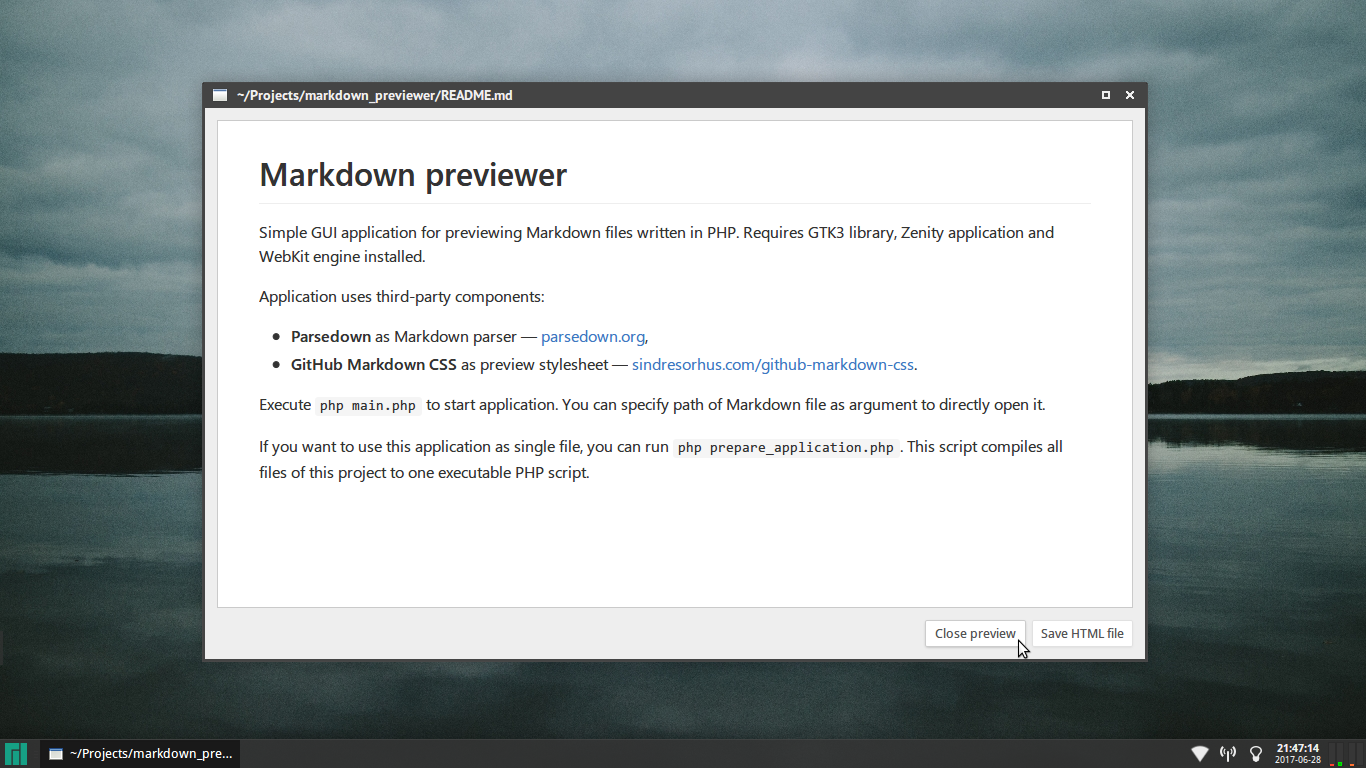 ~/Projects/markdown_previewer/README.md
Markdown previewer
Simple GUI application for previewing Markdown files written in PHP. Requires GTK3 library, Zenity application and
WebKit engine installed.
Application uses third-party components:
• Parsedown as Markdown parser — parsedown.org,
• GitHub Markdown CSS as preview stylesheet — sindresorhus.com/github-markdown-css.
Execute php main.php to start application. You can specify path of Markdown file as argument to directly open it.
If you want to use this application as single file, you can run php prepare_application.php. This script compiles all
files of this project to one executable PHP script.
Close preview Save HTML file
~/Projects/markdown_pre...
21:47:14
2017-06-28